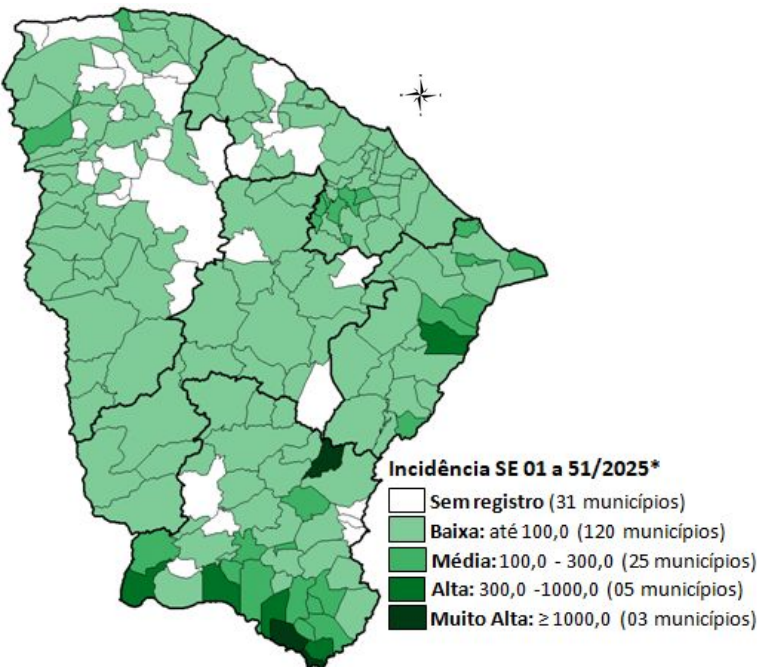 Incidência SE 01 a 51/2025*
Sem registro (31 municípios)
Baixa: até 100,0 (120 municípios)
Média: 100,0 - 300,0 (25 municípios)
Alta: 300,0 -1000,0 (05 municípios)
Muito Alta: ≥ 1000,0 (03 municípios)